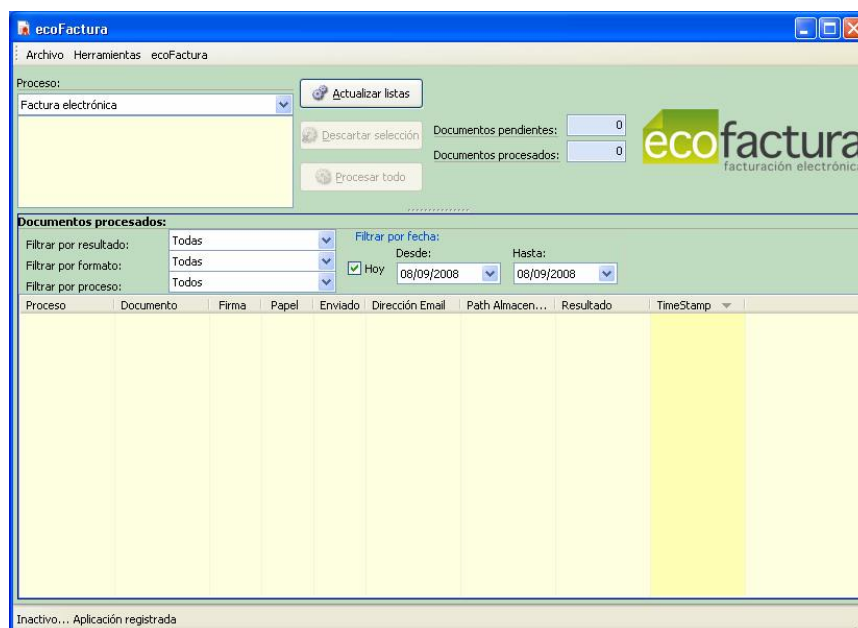 ecoFactura
Archivo Herramientas ecoFactura
Proceso:
Factura electrónica
Actualizar listas
Descartar selección
Procesar todo
Documentos pendientes: 0
Documentos procesados: 0
ecofactura
facturación electrónica
Documentos procesados:
Filtrar por resultado: Todas
Filtrar por formato: Todas
Filtrar por proceso: Todos
Filtrar por fecha:
Hoy
Desde: Hasta:
08/09/2008 08/09/2008
Proceso Documento Firma Papel Enviado Dirección Email Path Almacen... Resultado TimeStamp
Inactivo... Aplicación registrada